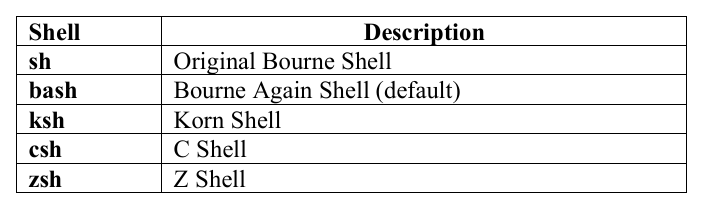 Shell Description
sh Original Bourne Shell
bash Bourne Again Shell (default)
ksh Korn Shell
csh C Shell
zsh Z Shell